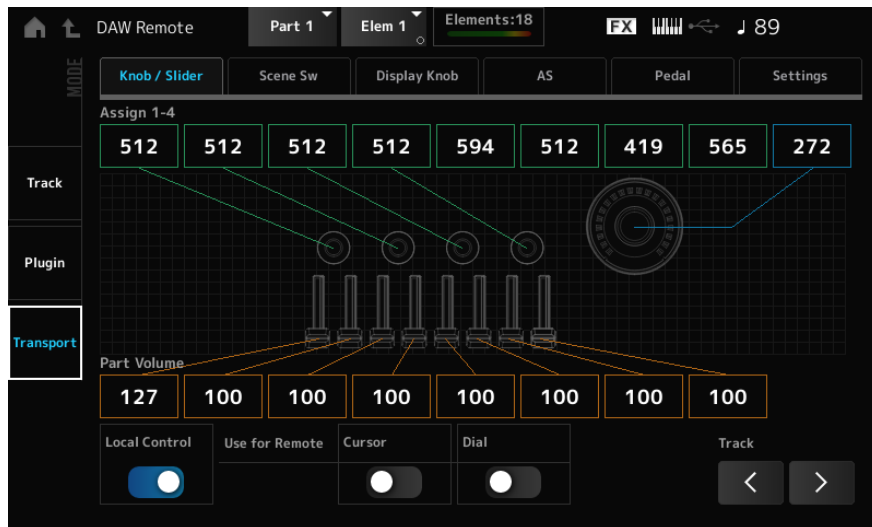 DAW Remote
Part 1
Elem 1
Elements:18
FX
♩ 89
MODE
Knob / Slider
Scene Sw
Display Knob
AS
Pedal
Settings
Assign 1-4
512 512 512 512 594 512 419 565 272
Track
Plugin
Transport
Part Volume
127 100 100 100 100 100 100 100
Local Control
Use for Remote
Cursor
Dial
Track